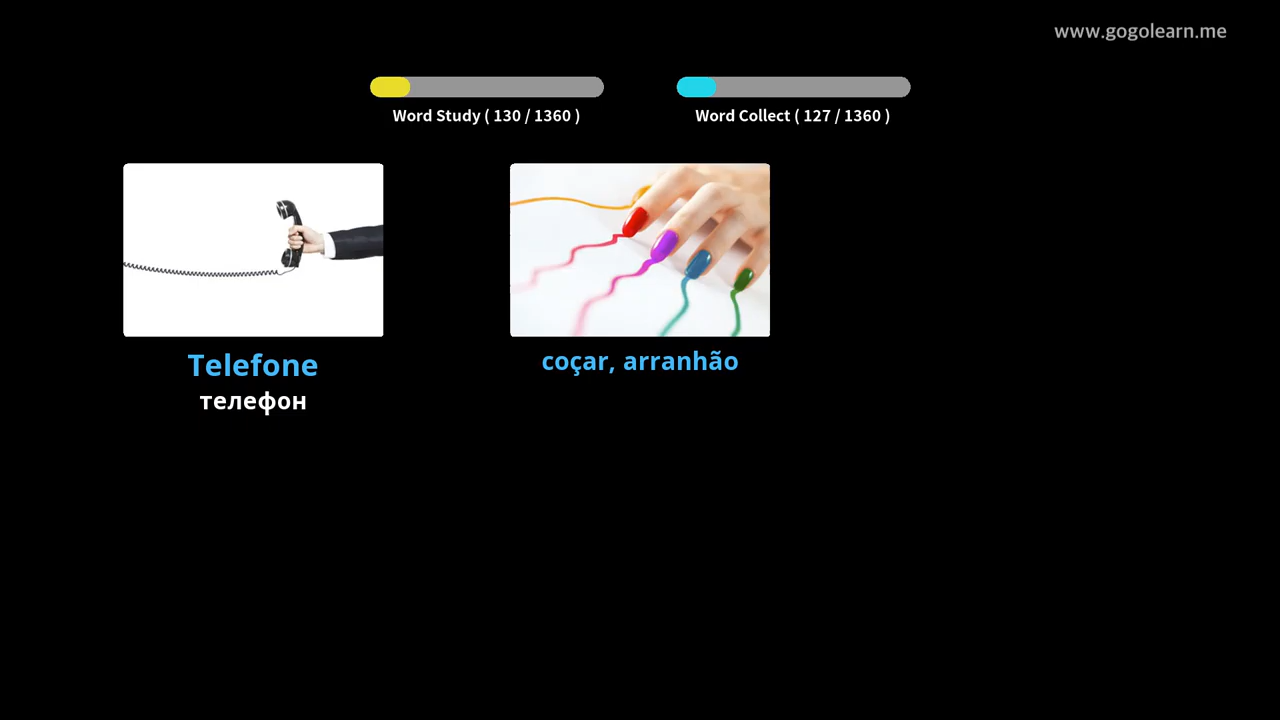 www.gogolearn.me
Word Study ( 130 / 1360 )
Word Collect ( 127 / 1360 )
Telefone
телефон
coçar, arranhão